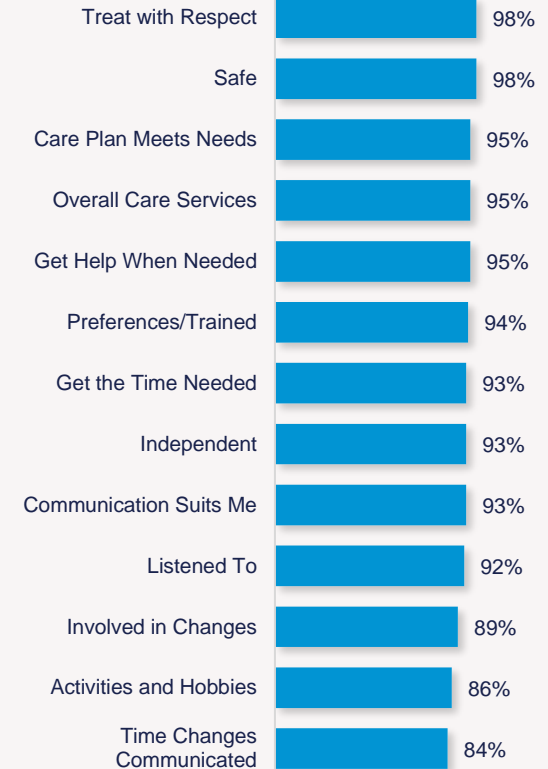 Treat with Respect 98%
Safe 98%
Care Plan Meets Needs 95%
Overall Care Services 95%
Get Help When Needed 95%
Preferences/Trained 94%
Get the Time Needed 93%
Independent 93%
Communication Suits Me 93%
Listened To 92%
Involved in Changes 89%
Activities and Hobbies 86%
Time Changes
Communicated 84%